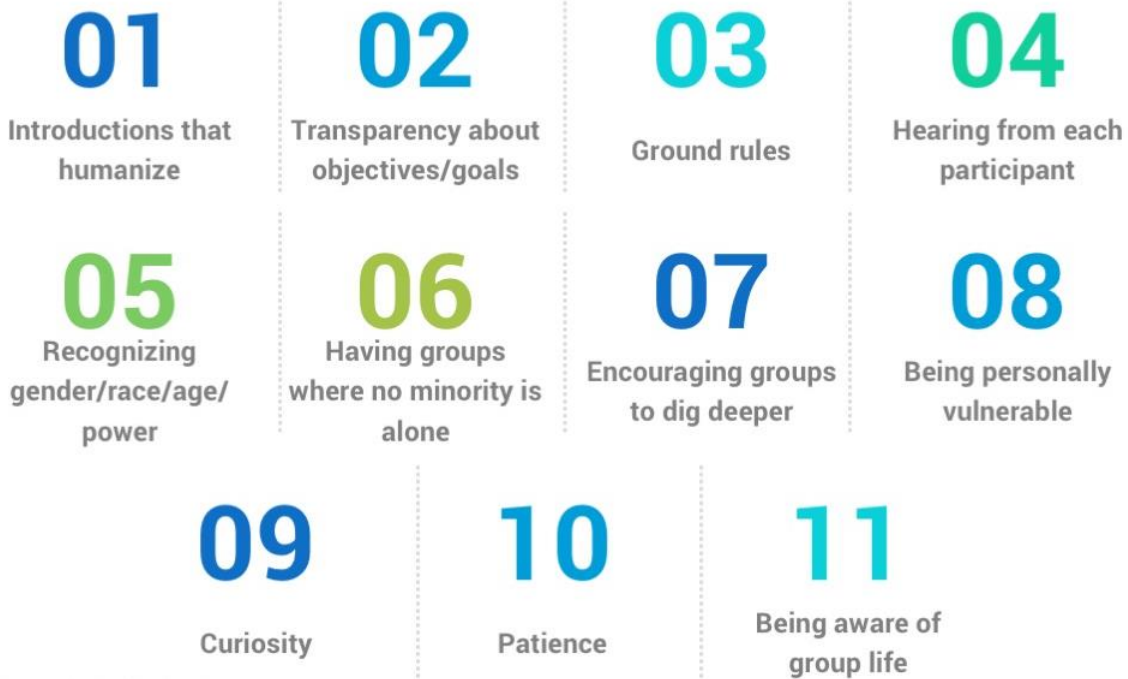 01
Introductions that
humanize
02
Transparency about
objectives/goals
03
Ground rules
04
Hearing from each
participant
05
Recognizing
gender/race/age/
power
06
Having groups
where no minority is
alone
07
Encouraging groups
to dig deeper
08
Being personally
vulnerable
09
Curiosity
10
Patience
11
Being aware of
group life